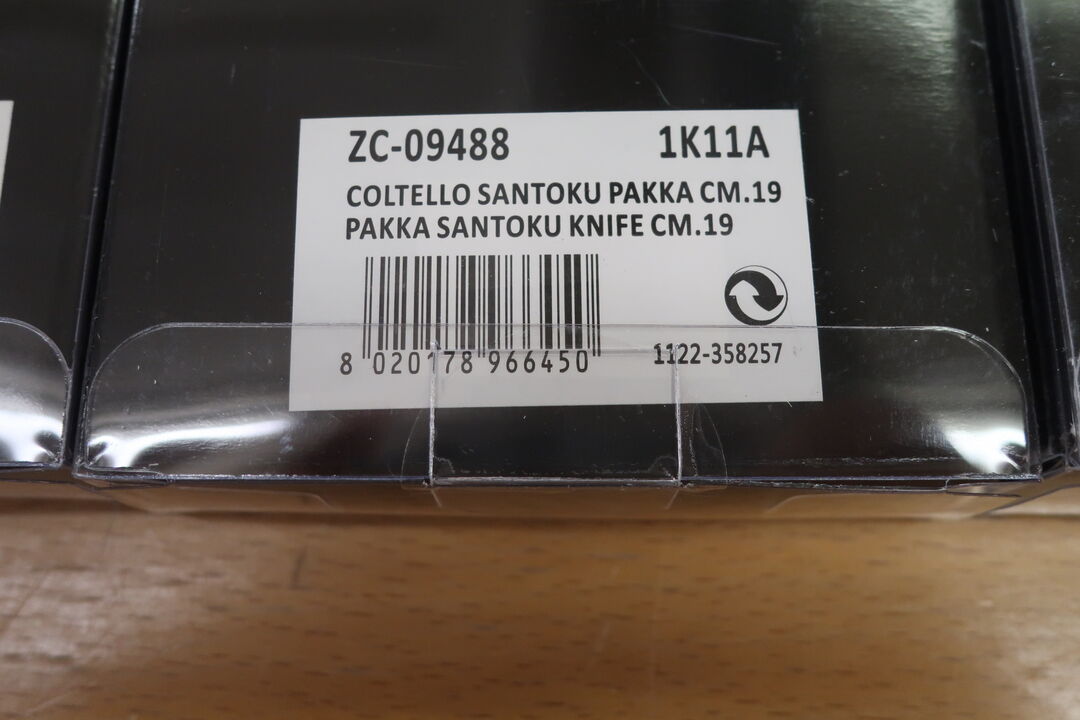 ZC-09488 1K11A
COLTELLO SANTOKU PAKKA CM.19
PAKKA SANTOKU KNIFE CM.19
8 020178 966450 1122-358257